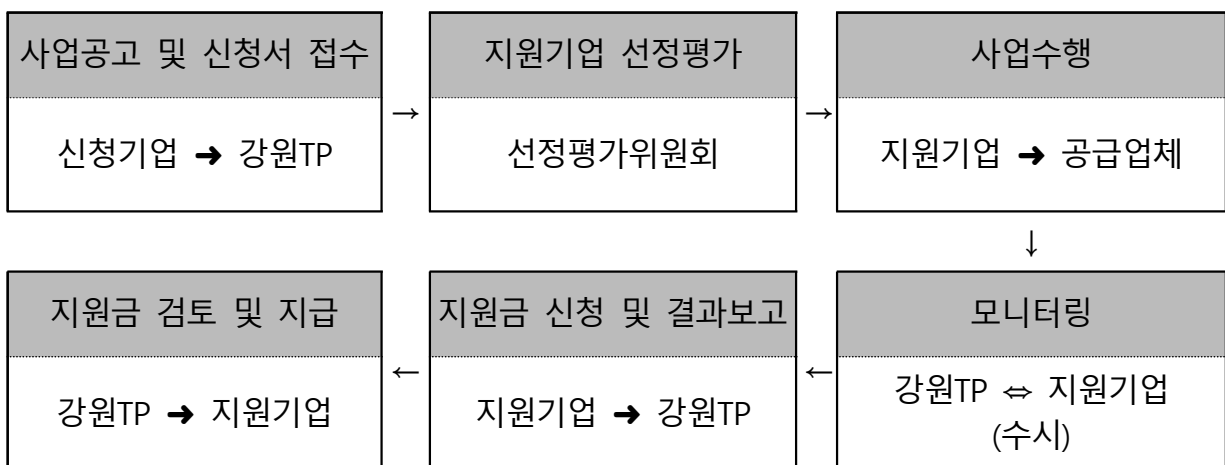 사업공고 및 신청서 접수
신청기업 ➜ 강원TP
→
지원기업 선정평가
선정평가위원회
→
사업수행
지원기업 ➜ 공급업체
↓
모니터링
강원TP ⇔ 지원기업
(수시)
←
지원금 신청 및 결과보고
지원기업 ➜ 강원TP
←
지원금 검토 및 지급
강원TP ➜ 지원기업